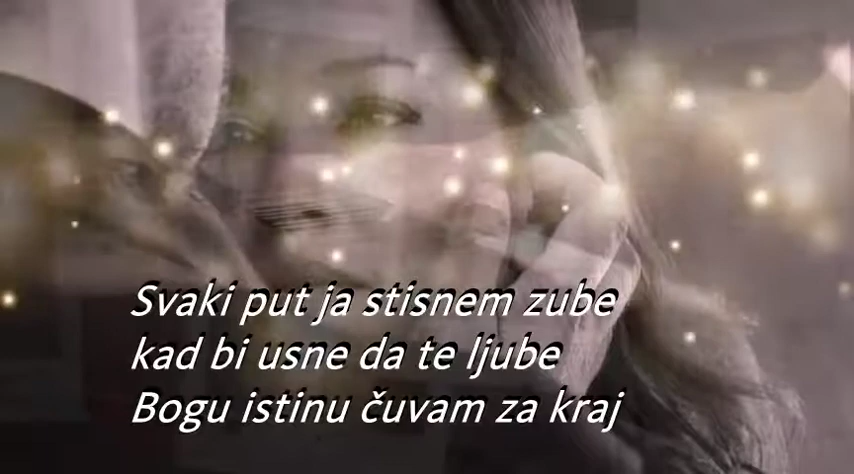 Svaki put ja stisnem zube
kad bi usne da te ljube
Bogu istinu čuvam za kraj